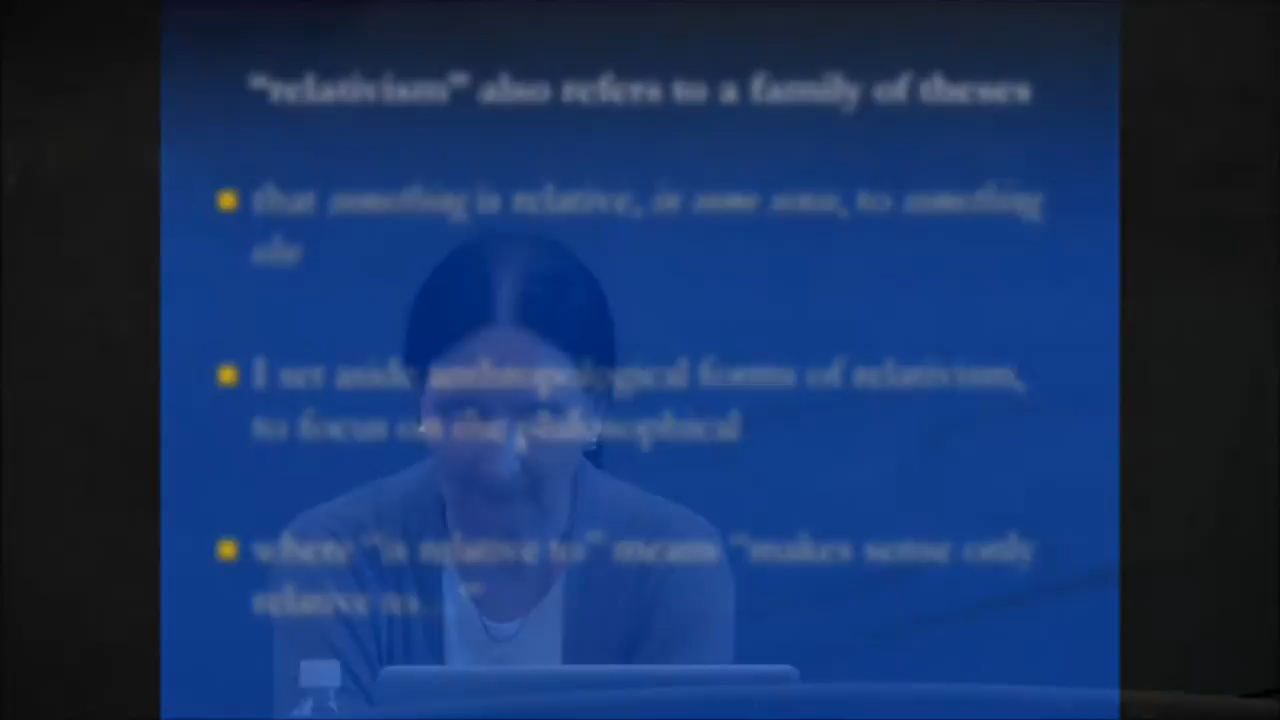 “relativism” also refers to a family of theses
that something is relative, in some sense, to something
else
I set aside anthropological forms of relativism,
to focus on the philosophical
where “is relative to” means “makes sense only
relative to…”